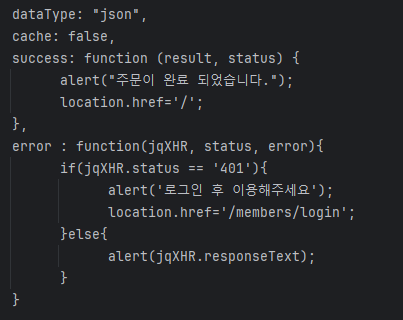 dataType: "json",
cache: false,
success: function (result, status) {
alert("주문이 완료 되었습니다.");
location.href='/';
},
error : function(jqXHR, status, error){
if(jqXHR.status == '401'){
alert('로그인 후 이용해주세요');
location.href='/members/login';
}else{
alert(jqXHR.responseText);
}
}